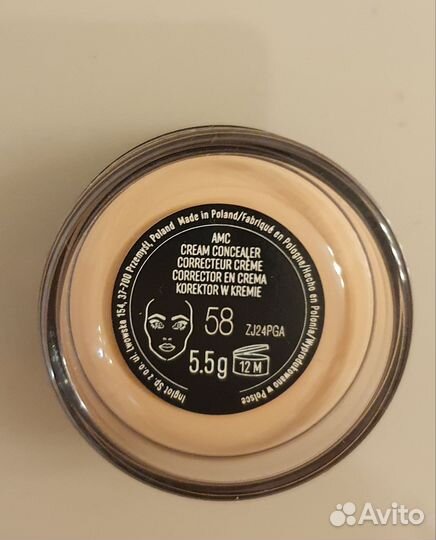 Inglot Sp. z o.o. ul. Lwowska 154, 37-700 Przemyśl, Poland Made in Poland/Fabriqué en Pologne/Hecho en Polonia/Wyprodukowano w Polsce
AMC
CREAM CONCEALER
CORRECTEUR CRÈME
CORRECTOR EN CREMA
KOREKTOR W KREMIE
58 ZJ24PGA
5.5g 12 M
Avito